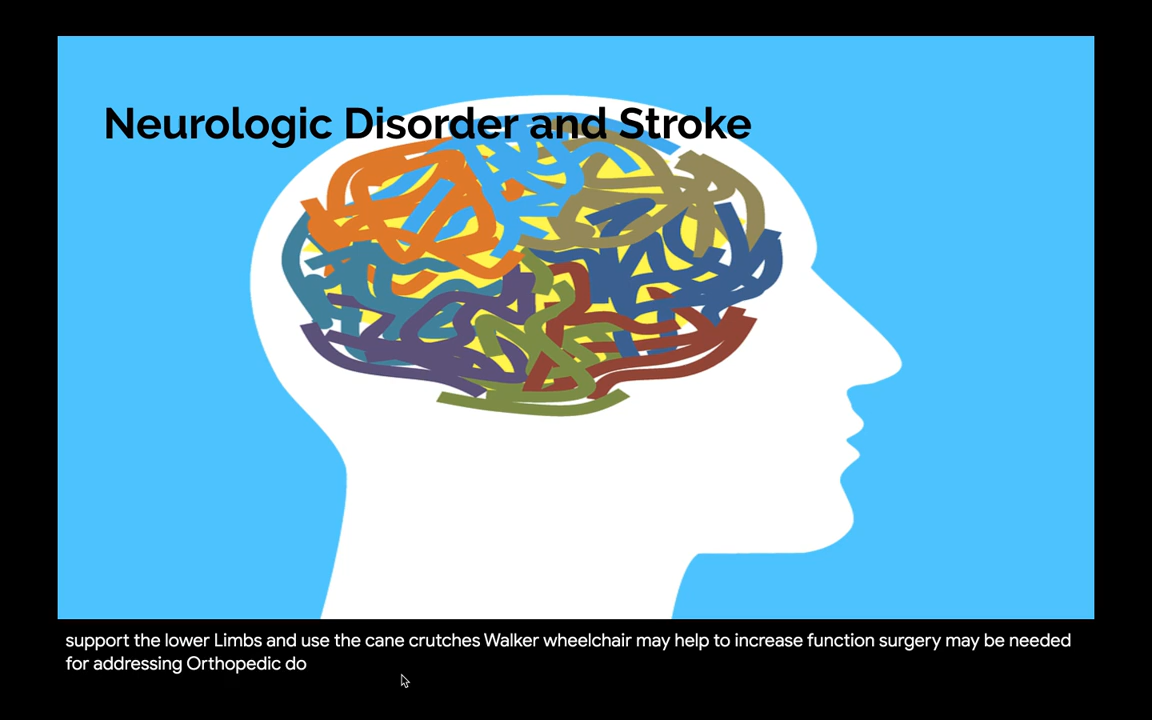 Neurologic Disorder and Stroke
support the lower Limbs and use the cane crutches Walker wheelchair may help to increase function surgery may be needed
for addressing Orthopedic do